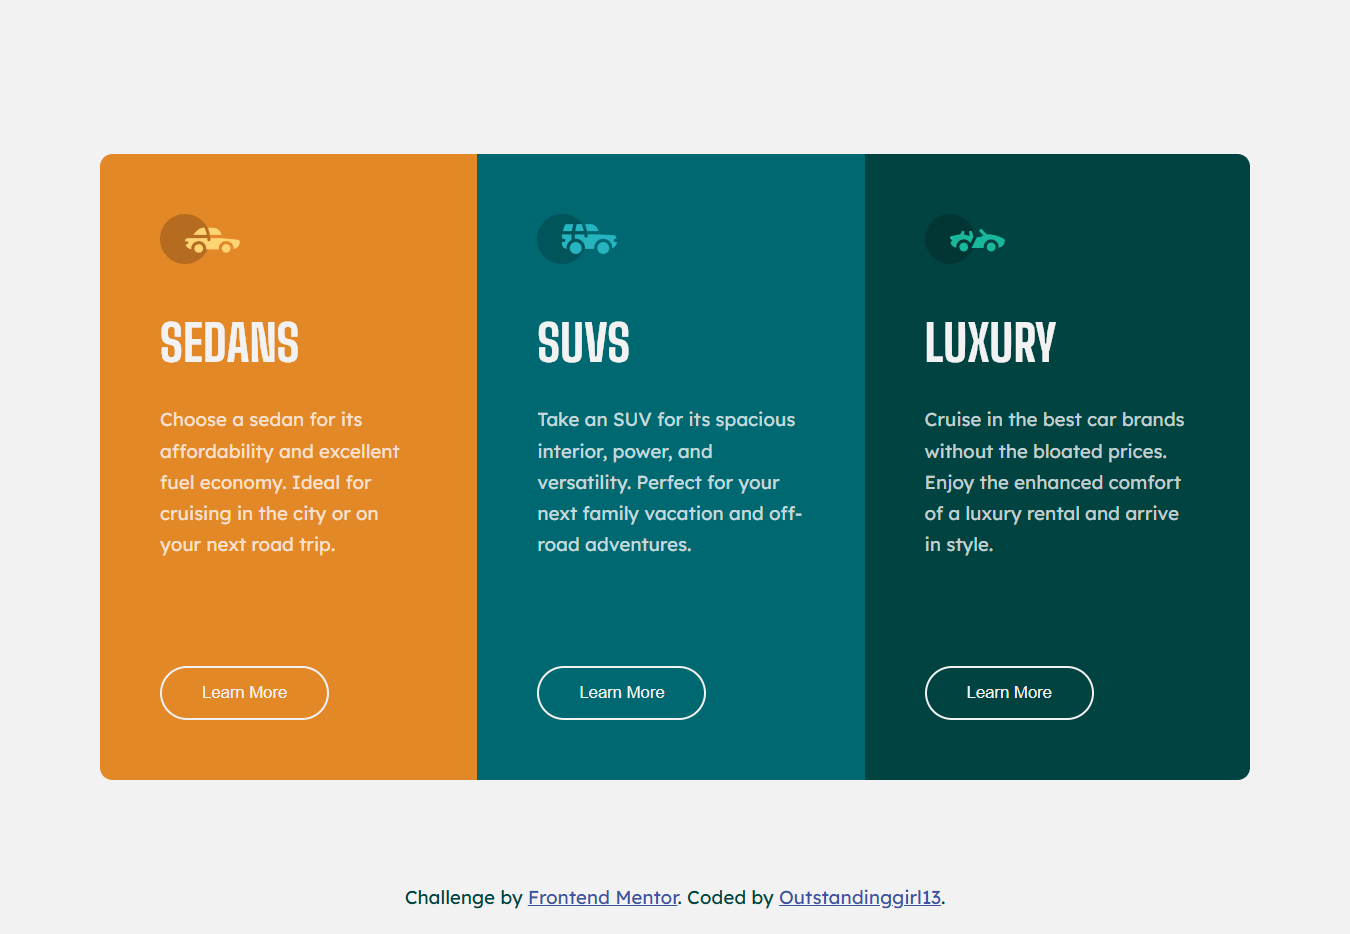 SEDANS
Choose a sedan for its
affordability and excellent
fuel economy. Ideal for
cruising in the city or on
your next road trip.
Learn More
SUVS
Take an SUV for its spacious
interior, power, and
versatility. Perfect for your
next family vacation and off-
road adventures.
Learn More
LUXURY
Cruise in the best car brands
without the bloated prices.
Enjoy the enhanced comfort
of a luxury rental and arrive
in style.
Learn More
Challenge by Frontend Mentor. Coded by Outstandinggirl13.